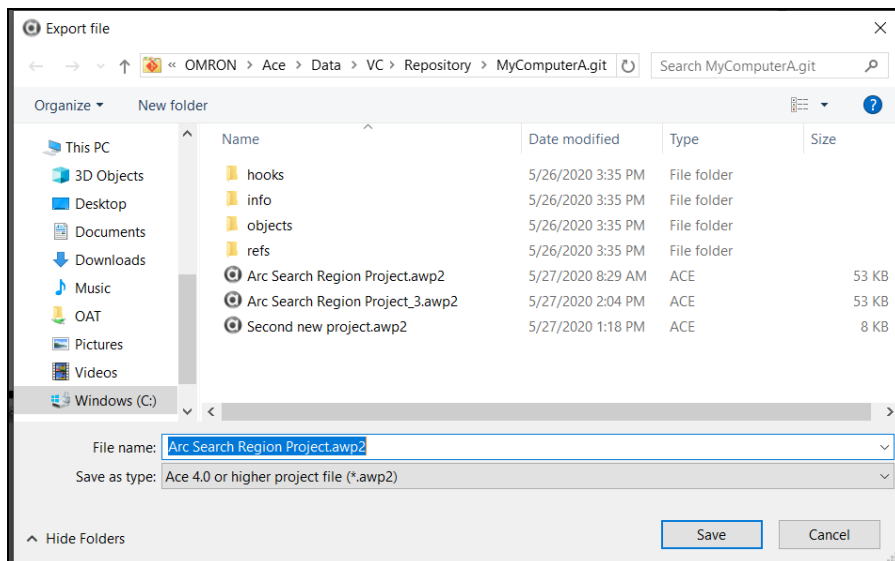 Export file
« OMRON > Ace > Data > VC > Repository > MyComputerA.git
Search MyComputerA.git
Organize
New folder
?
Name
Date modified
Type
Size
This PC
3D Objects
Desktop
Documents
Downloads
Music
OAT
Pictures
Videos
Windows (C:)
hooks 5/26/2020 3:35 PM File folder
info 5/26/2020 3:35 PM File folder
objects 5/26/2020 3:35 PM File folder
refs 5/26/2020 3:35 PM File folder
Arc Search Region Project.awp2 5/27/2020 8:29 AM ACE 53 KB
Arc Search Region Project_3.awp2 5/27/2020 2:04 PM ACE 53 KB
Second new project.awp2 5/27/2020 1:18 PM ACE 8 KB
File name: Arc Search Region Project.awp2
Save as type: Ace 4.0 or higher project file (*.awp2)
Hide Folders
Save
Cancel